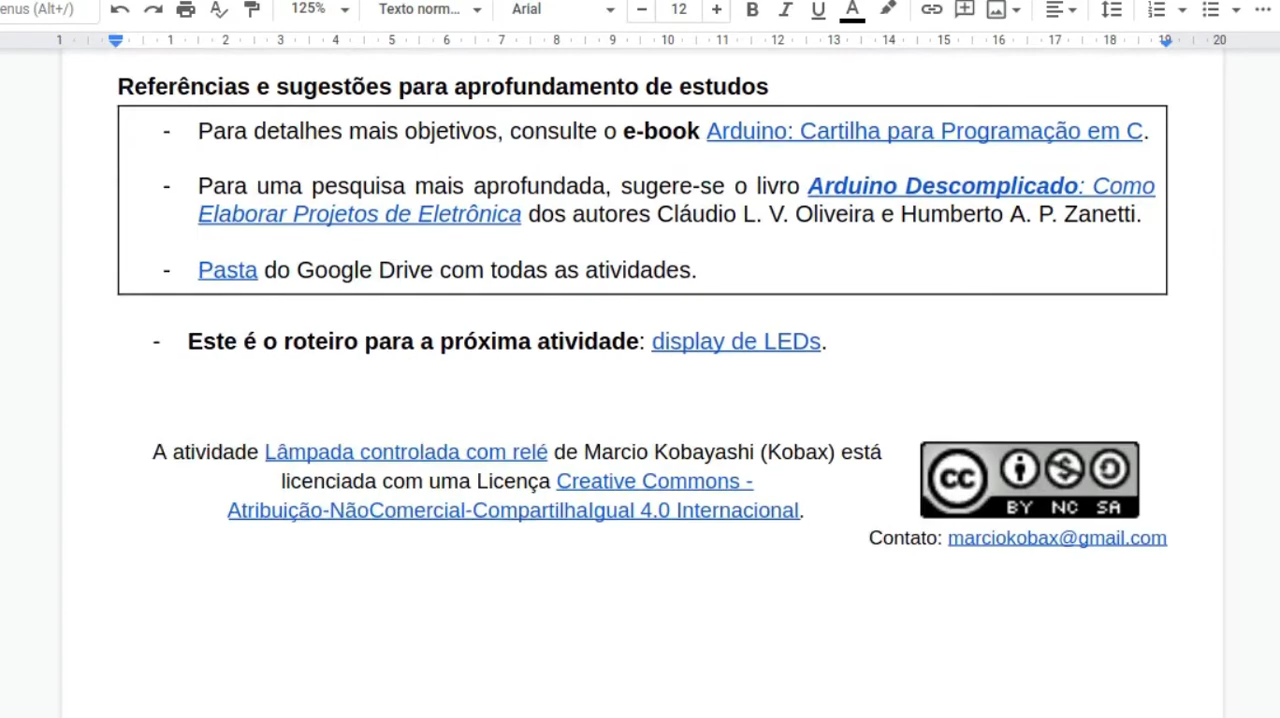 enus (Alt+/) 125% Texto norm... Arial − 12 + B I U A
1 1 2 3 4 5 6 7 8 9 10 11 12 13 14 15 16 17 18 19 20
Referências e sugestões para aprofundamento de estudos
- Para detalhes mais objetivos, consulte o e-book Arduino: Cartilha para Programação em C.
- Para uma pesquisa mais aprofundada, sugere-se o livro Arduino Descomplicado: Como
Elaborar Projetos de Eletrônica dos autores Cláudio L. V. Oliveira e Humberto A. P. Zanetti.
- Pasta do Google Drive com todas as atividades.
- Este é o roteiro para a próxima atividade: display de LEDs.
A atividade Lâmpada controlada com relé de Marcio Kobayashi (Kobax) está
licenciada com uma Licença Creative Commons -
Atribuição-NãoComercial-CompartilhaIgual 4.0 Internacional.
CC
BY NC SA
Contato: marciokobax@gmail.com